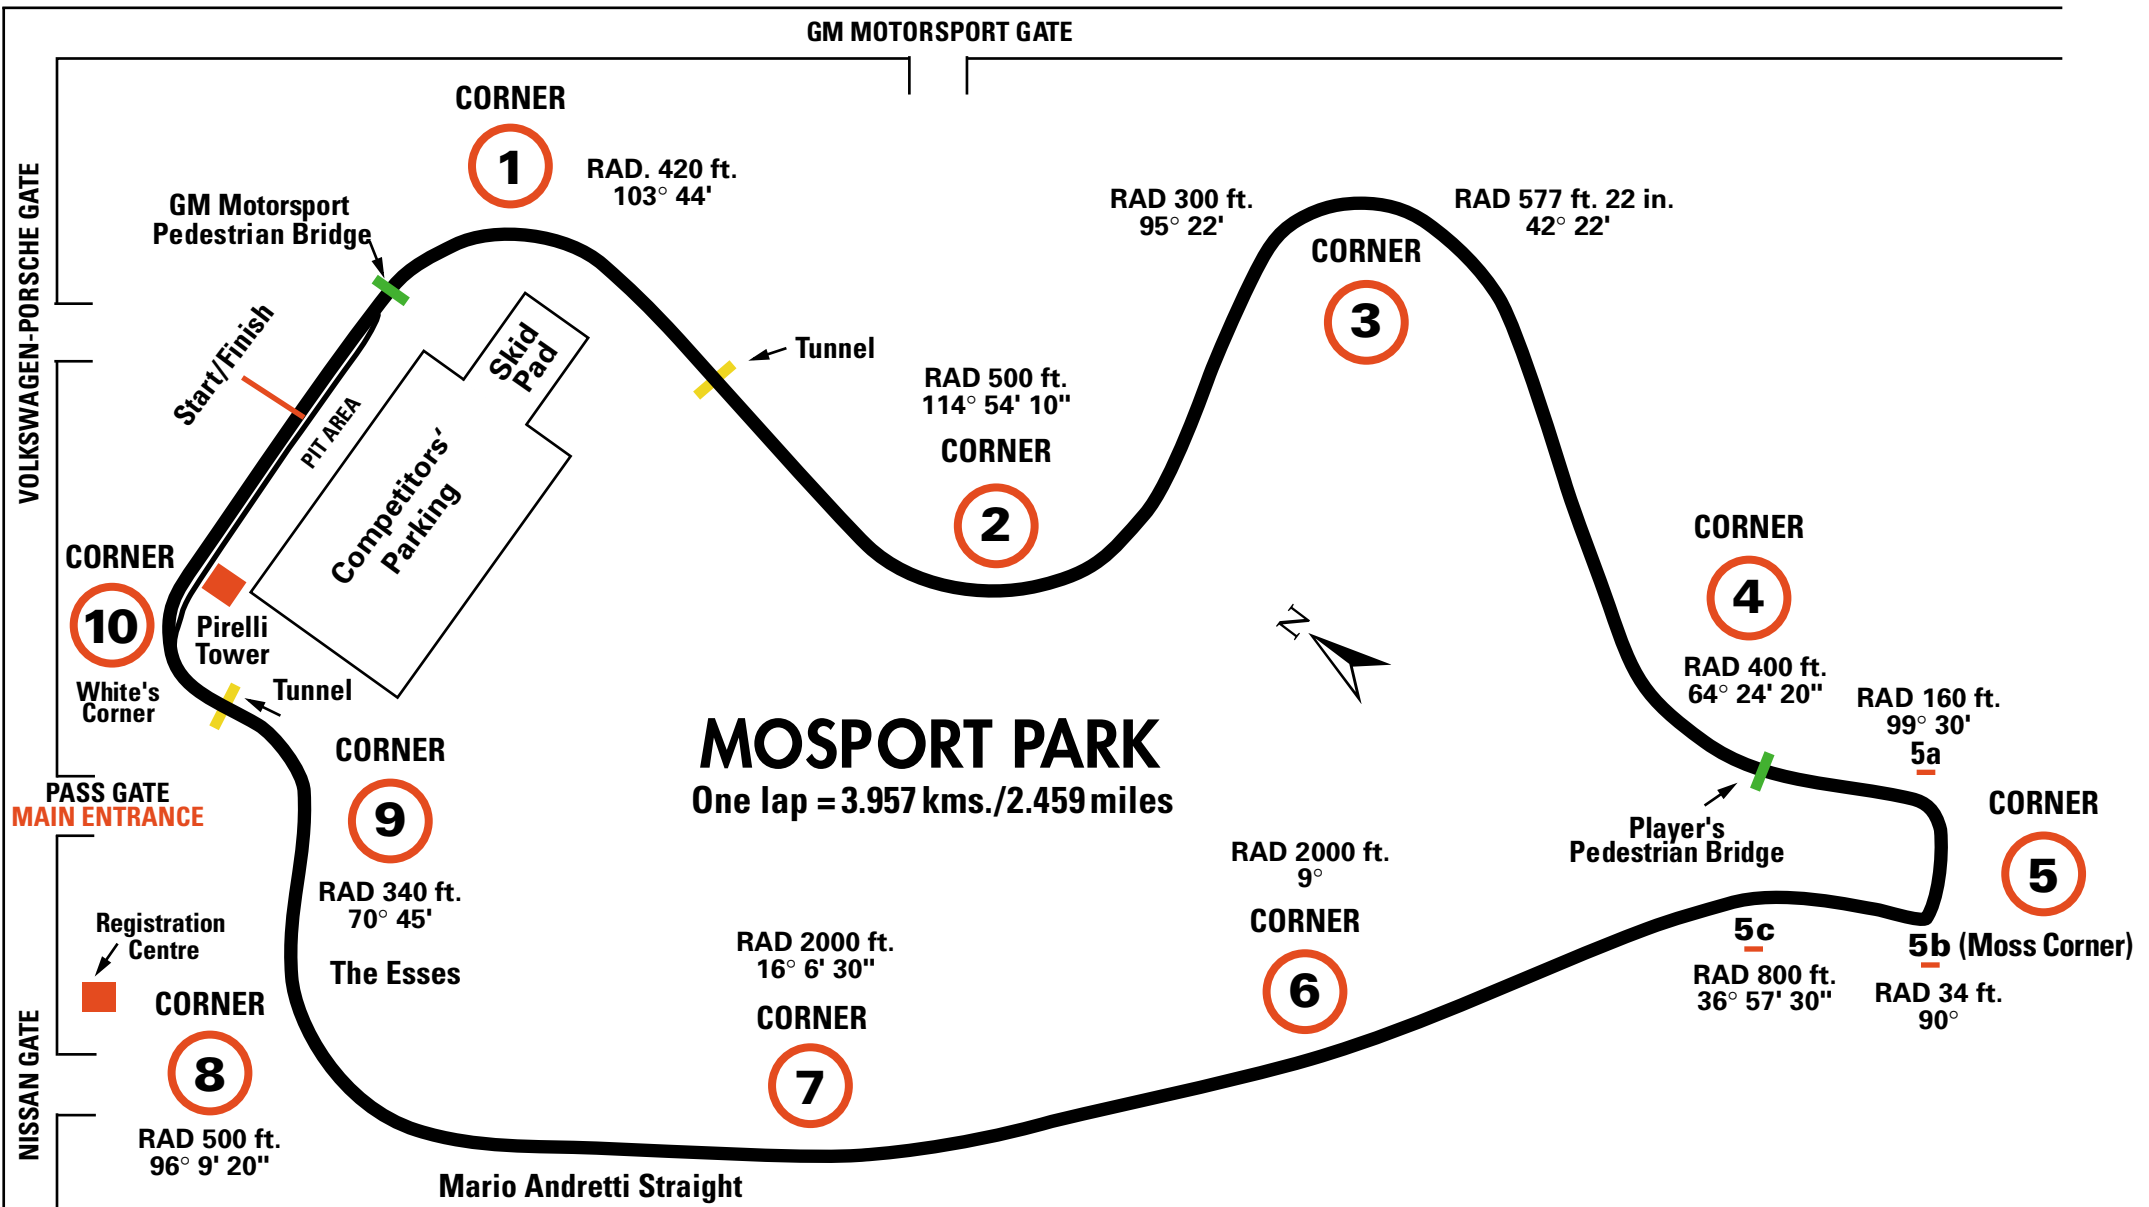 GM MOTORSPORT GATE
CORNER
1
RAD. 420 ft.
103° 44'
GM Motorsport
Pedestrian Bridge
VOLKSWAGEN-PORSCHE GATE
Start/Finish
PIT AREA
Skid
Pad
Competitors'
Parking
Tunnel
RAD 500 ft.
114° 54' 10"
CORNER
2
RAD 300 ft.
95° 22'
RAD 577 ft. 22 in.
42° 22'
CORNER
3
CORNER
4
RAD 400 ft.
64° 24' 20"
RAD 160 ft.
99° 30'
5a
CORNER
5
Player's
Pedestrian Bridge
5b (Moss Corner)
RAD 34 ft.
90°
5c
RAD 800 ft.
36° 57' 30"
N
MOSPORT PARK
One lap = 3.957 kms./2.459 miles
RAD 2000 ft.
9°
CORNER
6
RAD 2000 ft.
16° 6' 30"
CORNER
7
Mario Andretti Straight
CORNER
8
RAD 500 ft.
96° 9' 20"
CORNER
9
RAD 340 ft.
70° 45'
The Esses
CORNER
10
White's
Corner
Pirelli
Tower
Tunnel
PASS GATE
MAIN ENTRANCE
Registration
Centre
NISSAN GATE